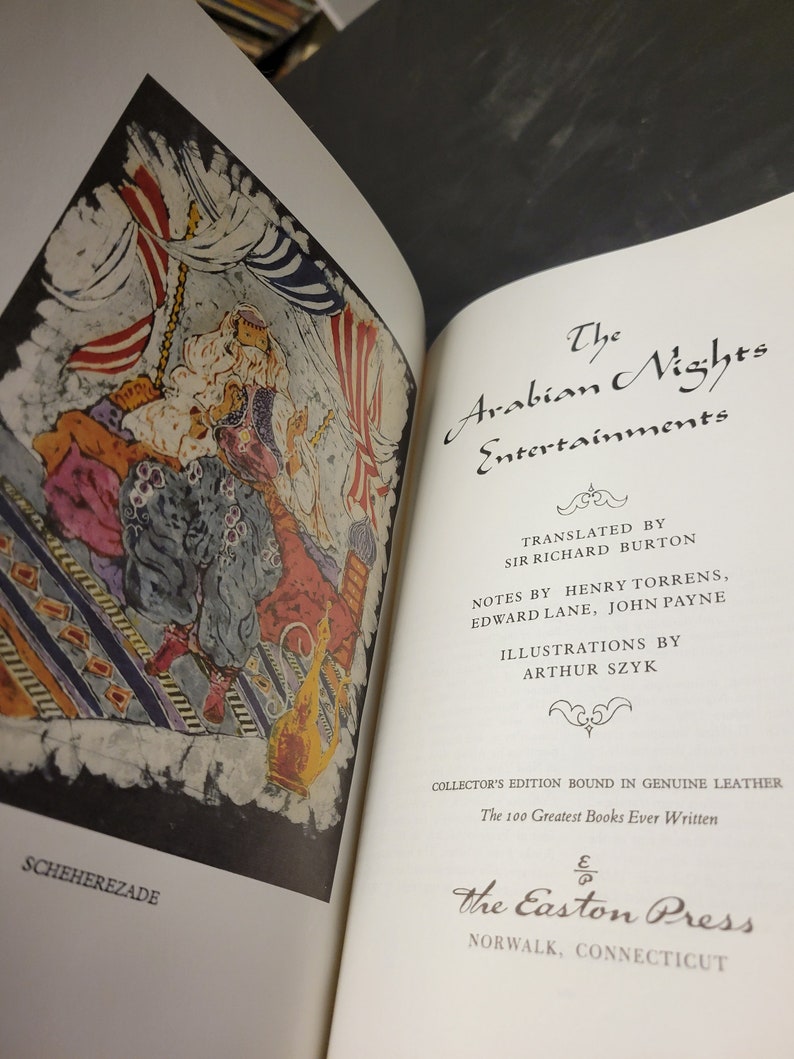 SCHEHEREZADE
The
Arabian Nights
Entertainments
TRANSLATED BY
SIR RICHARD BURTON
NOTES BY HENRY TORRENS,
EDWARD LANE, JOHN PAYNE
ILLUSTRATIONS BY
ARTHUR SZYK
COLLECTOR'S EDITION BOUND IN GENUINE LEATHER
The 100 Greatest Books Ever Written
E
P
the Easton Press
NORWALK, CONNECTICUT